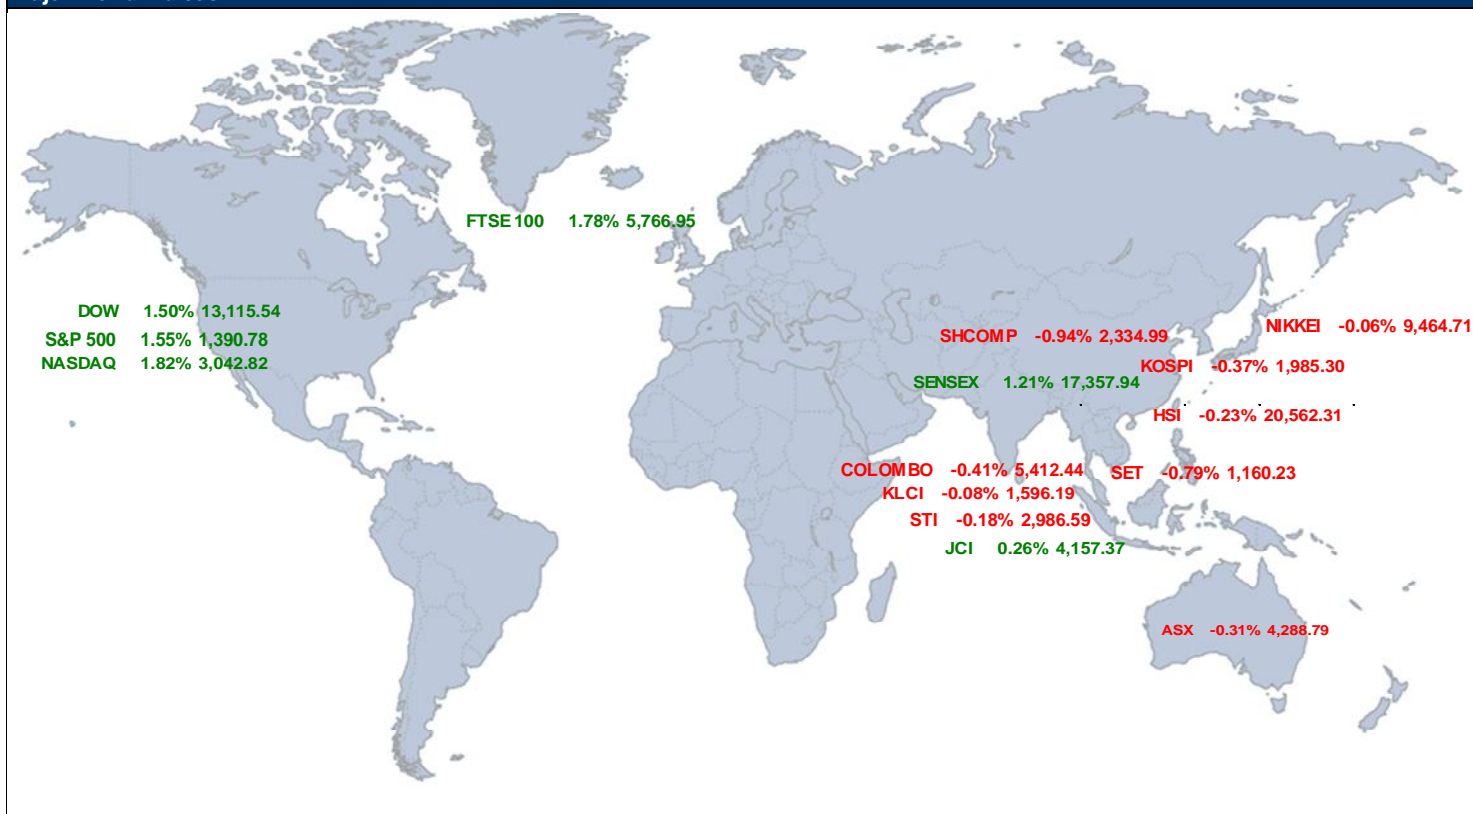 FTSE 100 1.78% 5,766.95
DOW 1.50% 13,115.54
S&P 500 1.55% 1,390.78
NASDAQ 1.82% 3,042.82
NIKKEI -0.06% 9,464.71
SHCOMP -0.94% 2,334.99
KOSPI -0.37% 1,985.30
SENSEX 1.21% 17,357.94
HSI -0.23% 20,562.31
COLOMBO -0.41% 5,412.44
SET -0.79% 1,160.23
KLCI -0.08% 1,596.19
STI -0.18% 2,986.59
JCI 0.26% 4,157.37
ASX -0.31% 4,288.79